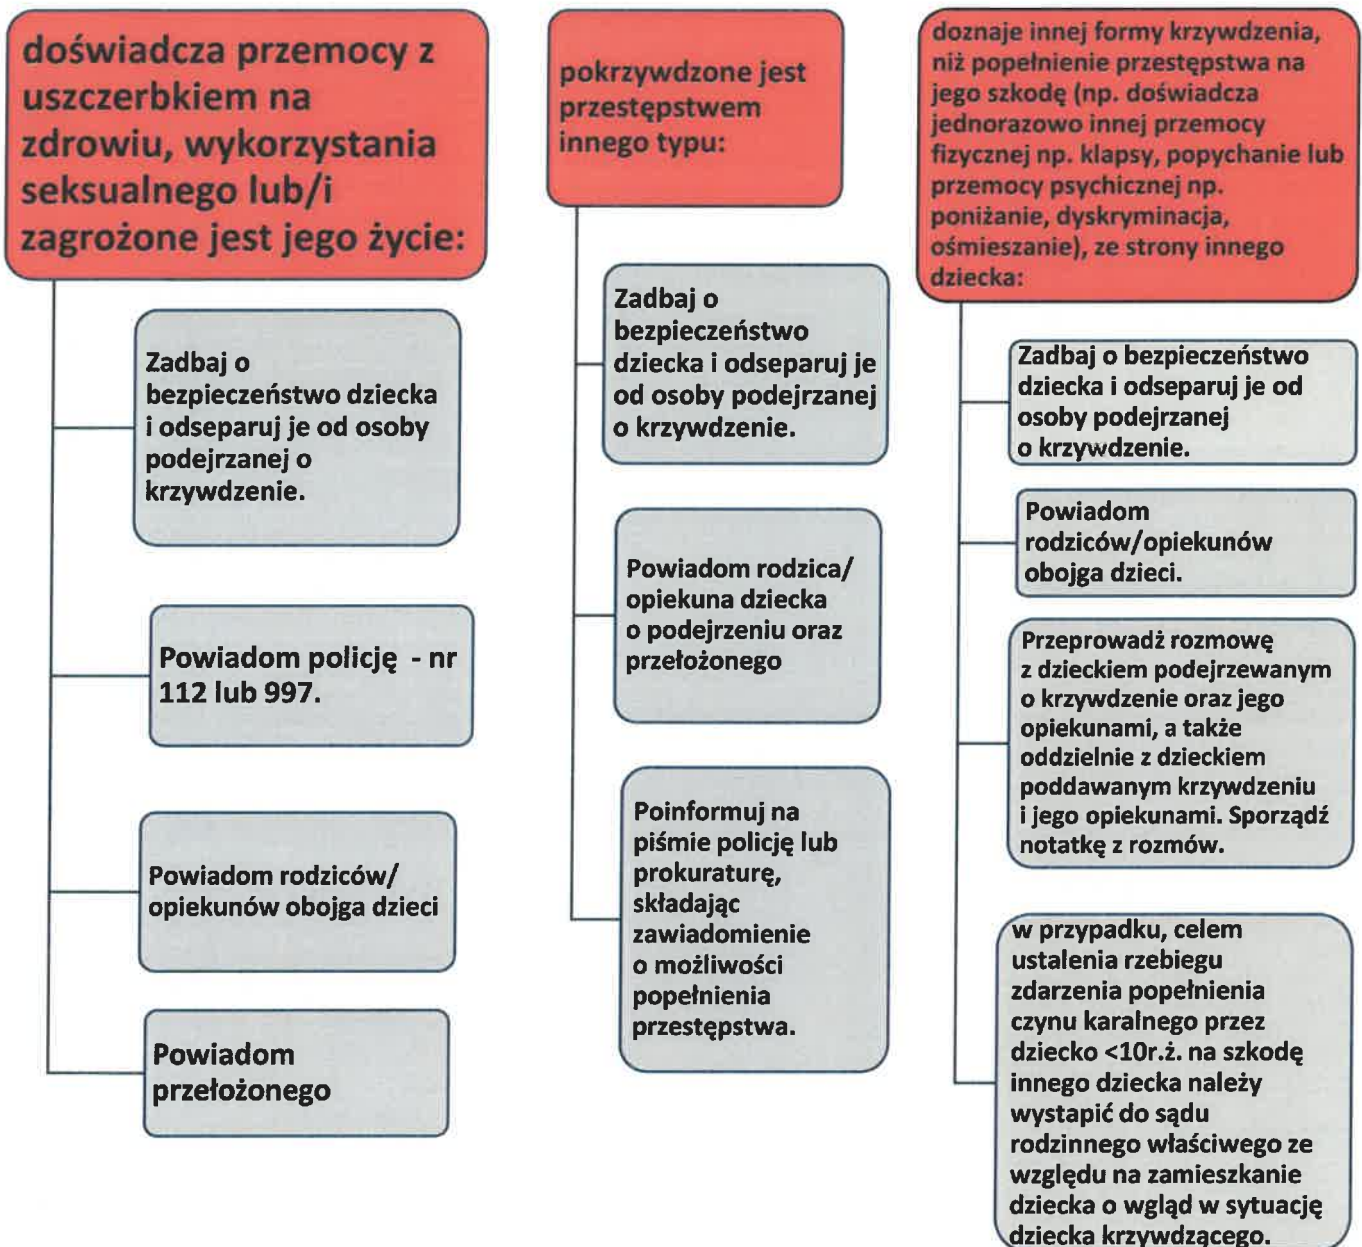 doświadcza przemocy z
uszczerbkiem na
zdrowiu, wykorzystania
seksualnego lub/i
zagrożone jest jego życie:
Zadbaj o
bezpieczeństwo dziecka
i odseparuj je od osoby
podejrzanej o
krzywdzenie.
Powiadom policję - nr
112 lub 997.
Powiadom rodziców/
opiekunów obojga dzieci
Powiadom
przełożonego
pokrzywdzone jest
przestępstwem
innego typu:
Zadbaj o
bezpieczeństwo
dziecka i odseparuj je
od osoby podejrzanej
o krzywdzenie.
Powiadom rodzica/
opiekuna dziecka
o podejrzeniu oraz
przełożonego
Poinformuj na
piśmie policję lub
prokuraturę,
składając
zawiadomienie
o możliwości
popełnienia
przestępstwa.
doznaje innej formy krzywdzenia,
niż popełnienie przestępstwa na
jego szkodę (np. doświadcza
jednorazowo innej przemocy
fizycznej np. klapsy, popychanie lub
przemocy psychicznej np.
poniżanie, dyskryminacja,
ośmieszanie), ze strony innego
dziecka:
Zadbaj o bezpieczeństwo
dziecka i odseparuj je od
osoby podejrzanej
o krzywdzenie.
Powiadom
rodziców/opiekunów
obojga dzieci.
Przeprowadź rozmowę
z dzieckiem podejrzewanym
o krzywdzenie oraz jego
opiekunami, a także
oddzielnie z dzieckiem
poddawanym krzywdzeniu
i jego opiekunami. Sporządź
notatkę z rozmów.
w przypadku, celem
ustalenia rzebiegu
zdarzenia popełnienia
czynu karalnego przez
dziecko <10r.ż. na szkodę
innego dziecka należy
wystapić do sądu
rodzinnego właściwego ze
względu na zamieszkanie
dziecka o wgląd w sytuację
dziecka krzywdzącego.